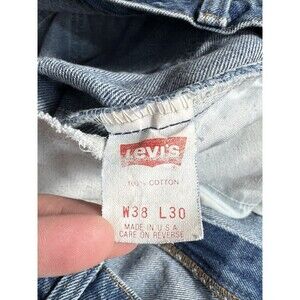 Levi's
100% COTTON
W38 L30
MADE IN U.S.A.
CARE ON REVERSE